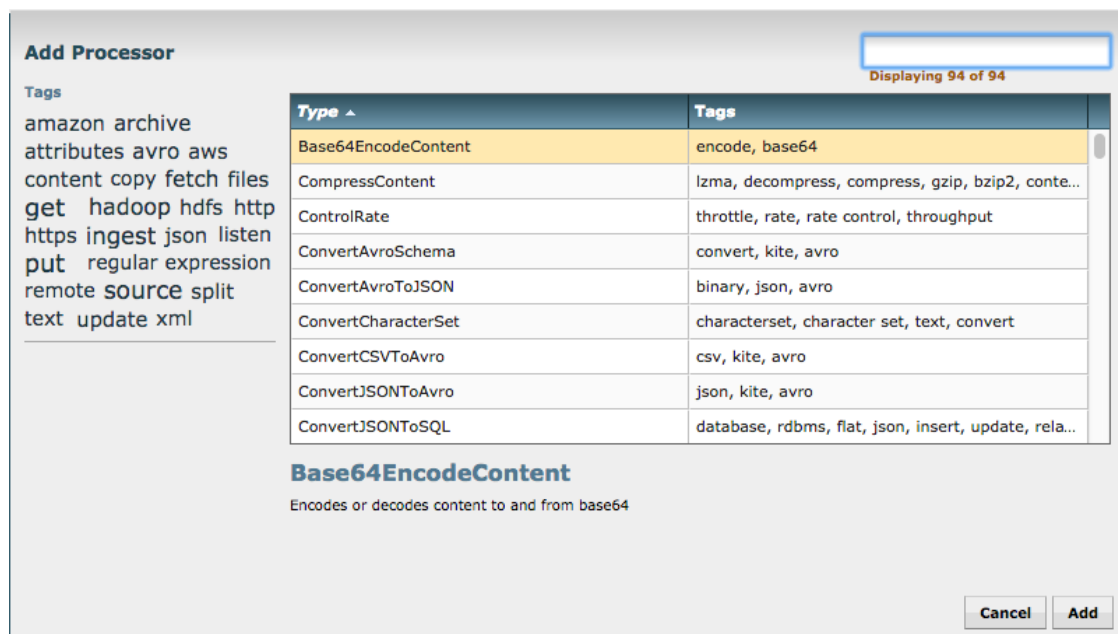 Add Processor
Displaying 94 of 94
Tags
amazon archive
attributes avro aws
content copy fetch files
get hadoop hdfs http
https ingest json listen
put regular expression
remote source split
text update xml
Type Tags
Base64EncodeContent encode, base64
CompressContent lzma, decompress, compress, gzip, bzip2, conte...
ControlRate throttle, rate, rate control, throughput
ConvertAvroSchema convert, kite, avro
ConvertAvroToJSON binary, json, avro
ConvertCharacterSet characterset, character set, text, convert
ConvertCSVToAvro csv, kite, avro
ConvertJSONToAvro json, kite, avro
ConvertJSONToSQL database, rdbms, flat, json, insert, update, rela...
Base64EncodeContent
Encodes or decodes content to and from base64
Cancel Add